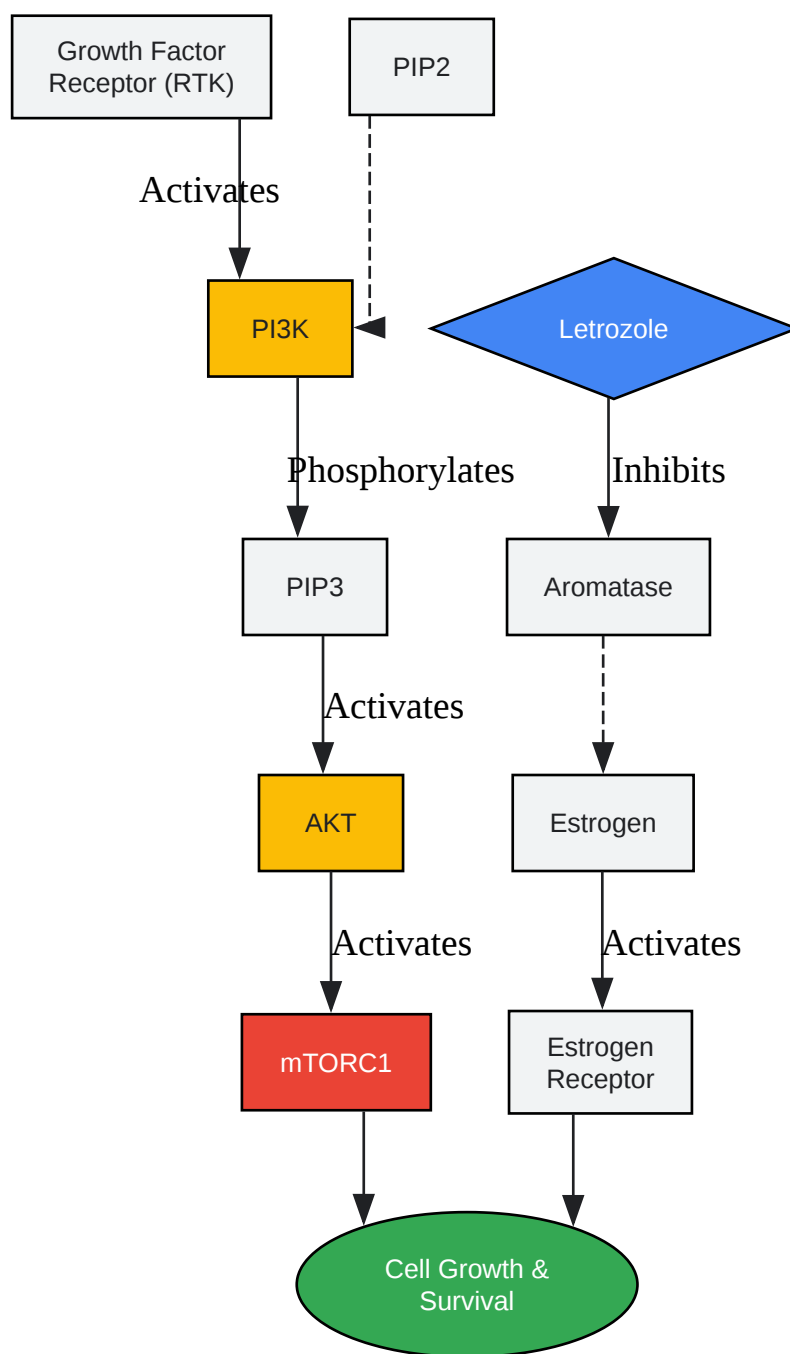 Growth Factor
Receptor (RTK)
PIP2
Activates
PI3K
Letrozole
Phosphorylates
Inhibits
PIP3
Aromatase
Activates
AKT
Estrogen
Activates
Activates
mTORC1
Estrogen
Receptor
Cell Growth &
Survival